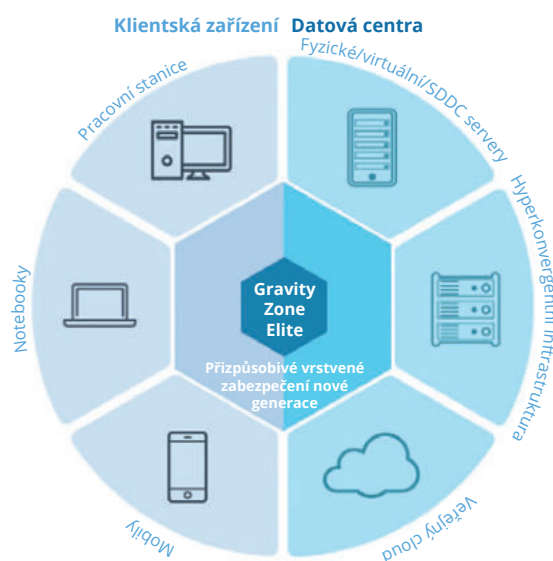 Klientská zařízení Datová centra
Pracovní stanice
Fyzické/virtuální/SDDC servery
Notebooky
Hyperkonvergentní infrastruktura
Gravity
Zone
Elite
Přizpůsobivé vrstvené
zabezpečení nové
generace
Mobily
Veřejný cloud